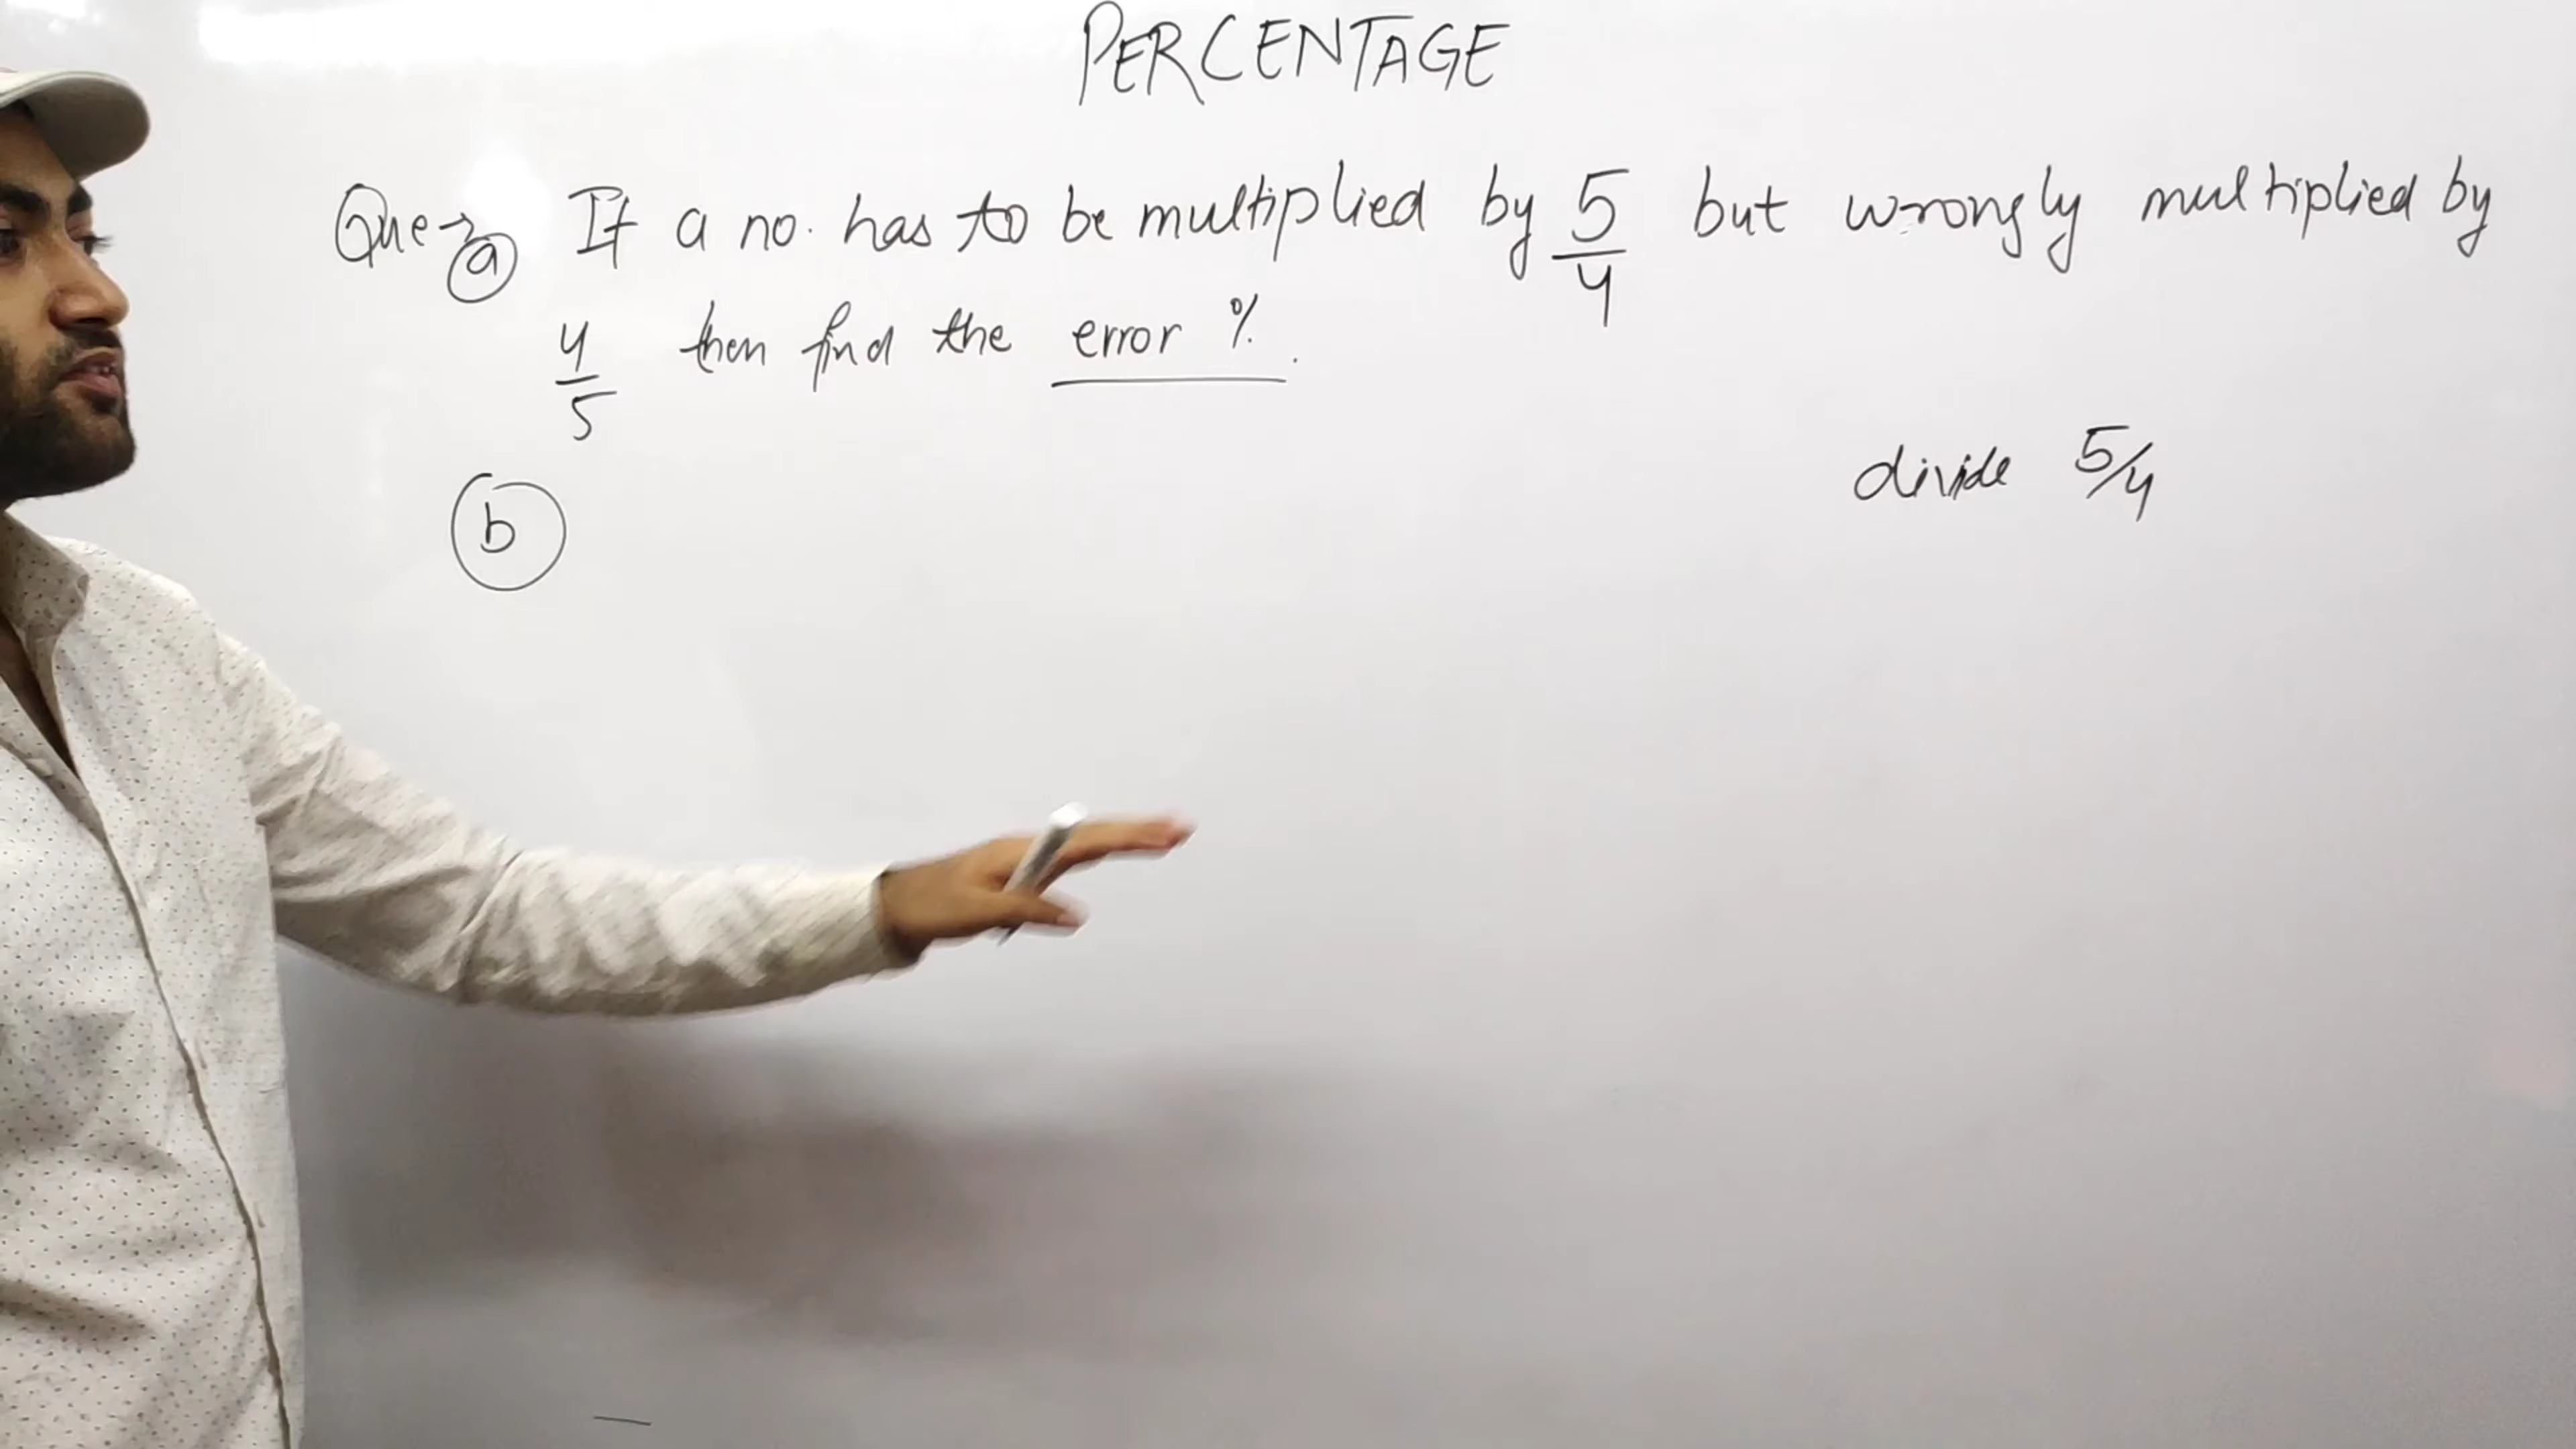 PERCENTAGE
Que → (a) If a no. has to be multiplied by 5/4 but wrongly multiplied by
4/5 then find the error %.
divide 5/4
(b)